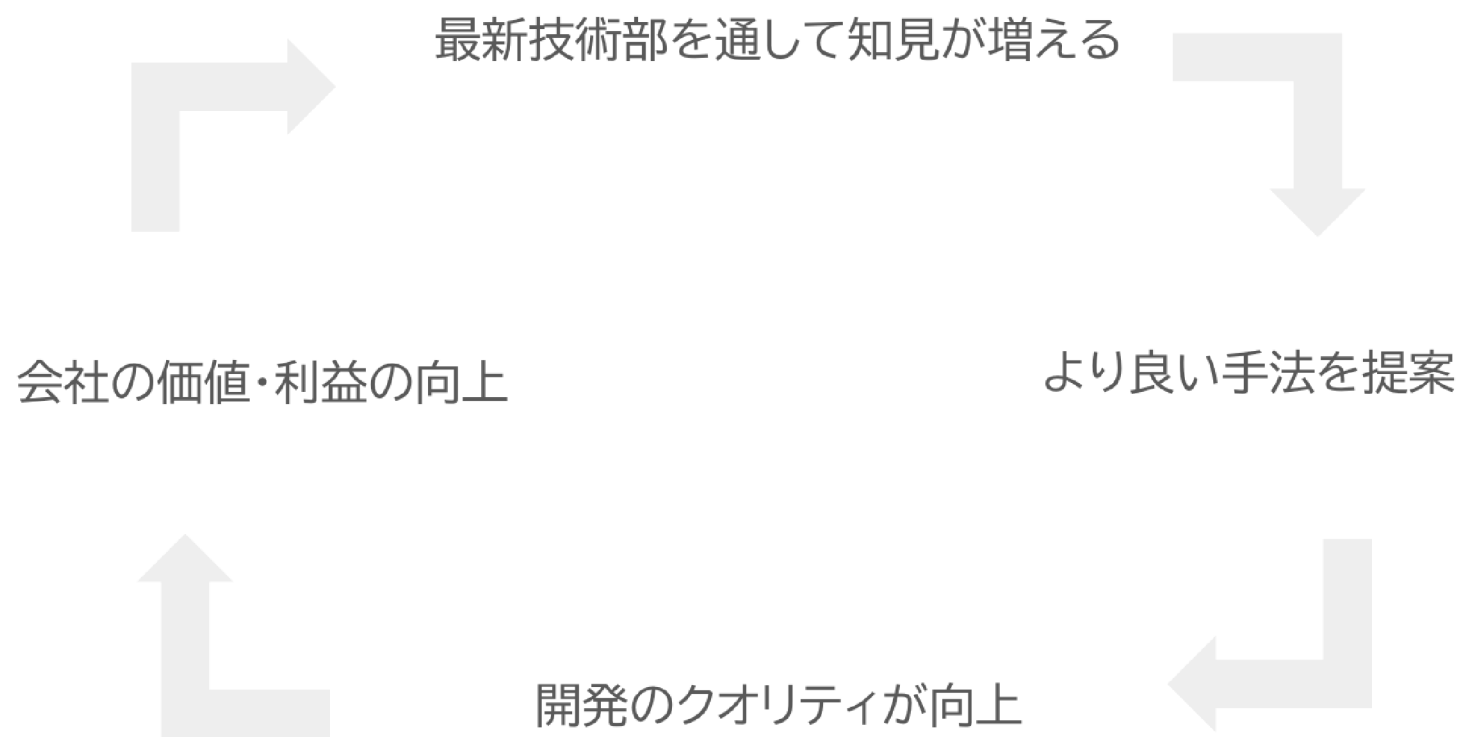 最新技術部を通して知見が増える
会社の価値・利益の向上
より良い手法を提案
開発のクオリティが向上